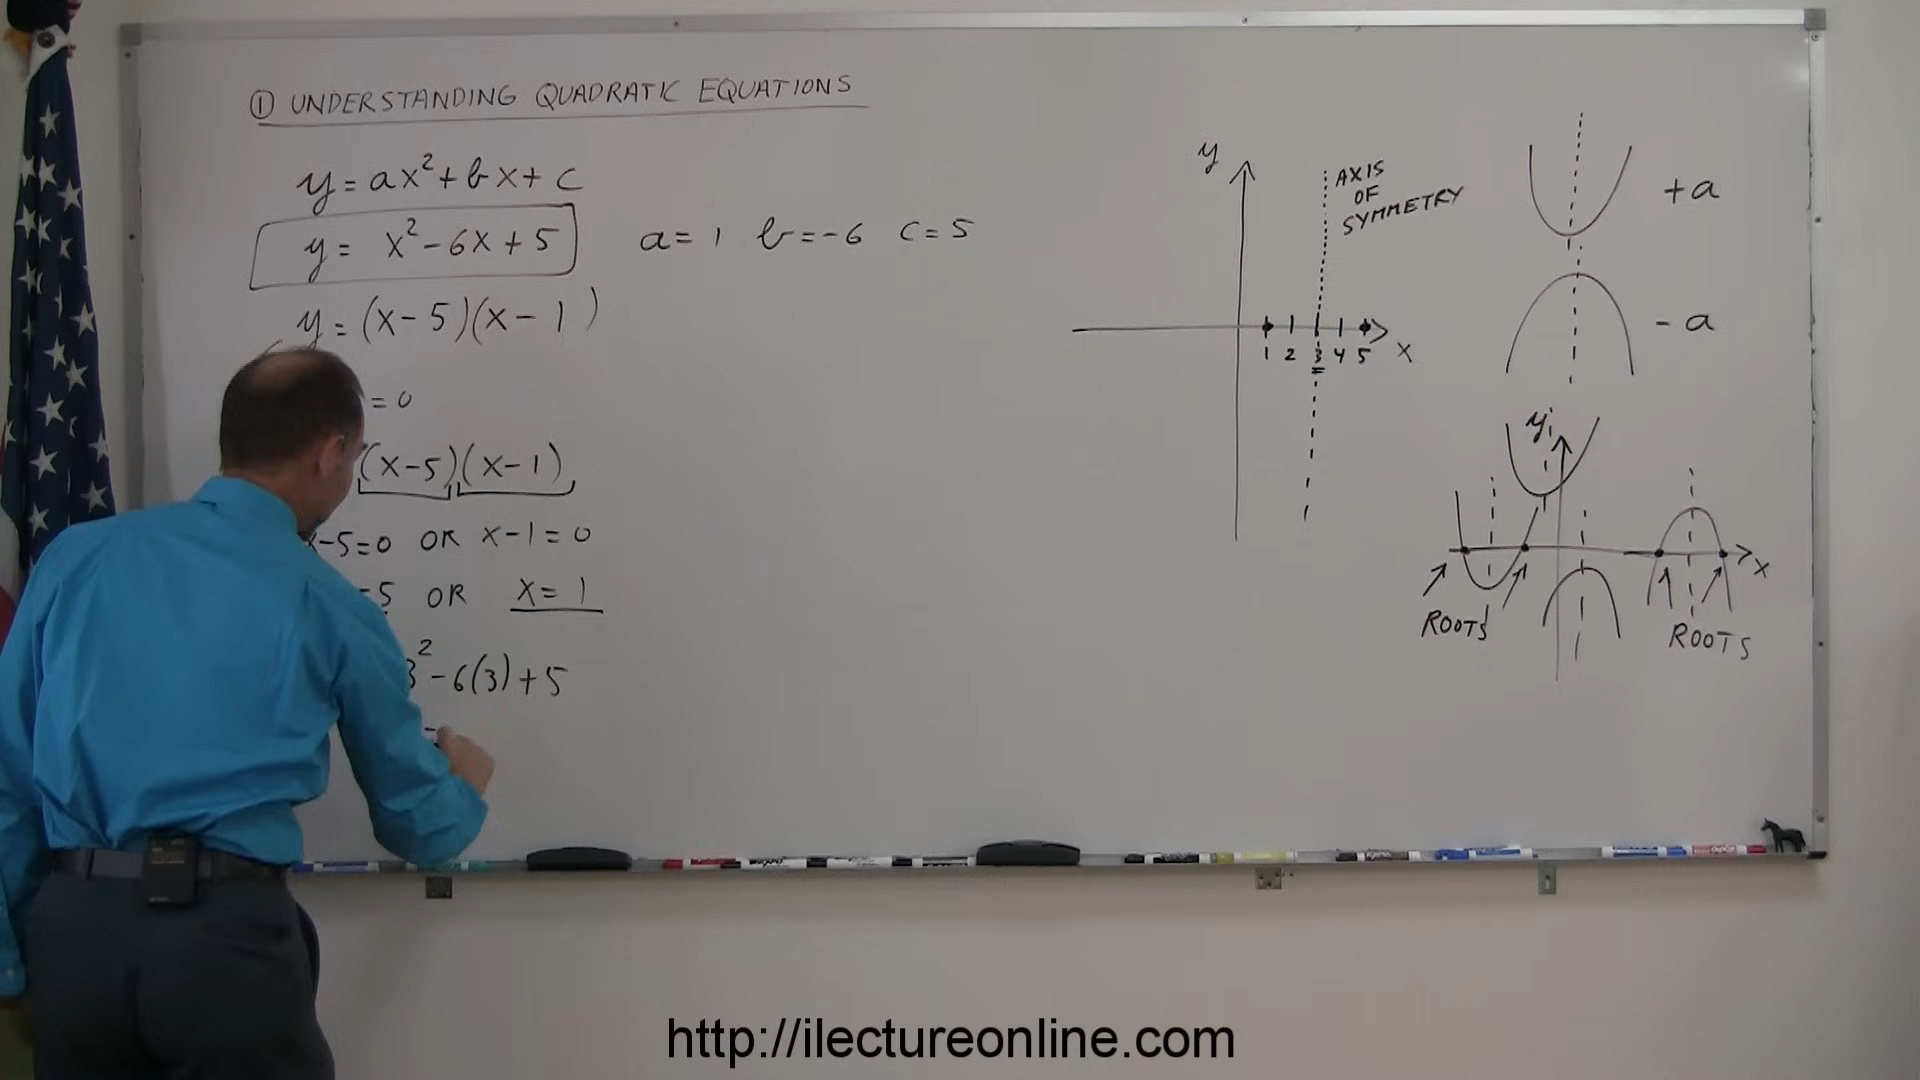 ① UNDERSTANDING QUADRATIC EQUATIONS
y = ax² + bx + c
y = x² - 6x + 5
a = 1 b = -6 c = 5
y = (x - 5)(x - 1)
= 0
(x - 5)(x - 1)
x - 5 = 0 OR x - 1 = 0
5 OR x = 1
3² - 6(3) + 5
y
AXIS
OF
SYMMETRY
1 2 3 4 5 x
+a
-a
y
x
ROOTS
ROOTS
http://ilectureonline.com